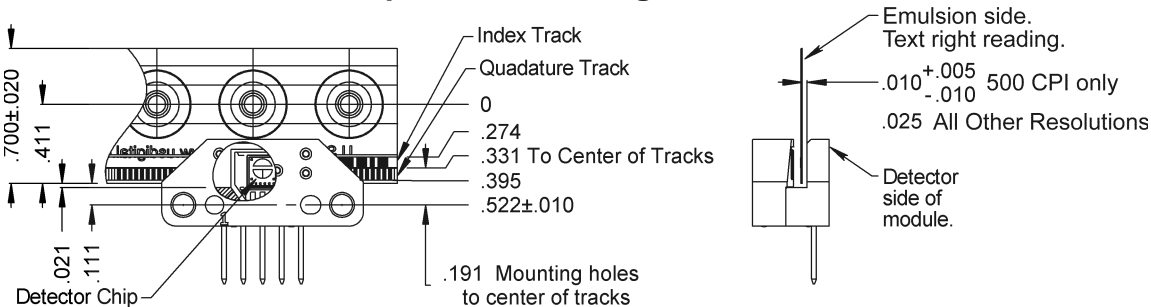 Index Track
Quadature Track
0
.274
.331 To Center of Tracks
.395
.522±.010
.191 Mounting holes
to center of tracks
.700±.020
.411
.021
.111
Detector Chip
Emulsion side.
Text right reading.
.010 +.005 -.010 500 CPI only
.025 All Other Resolutions
Detector
side of
module.